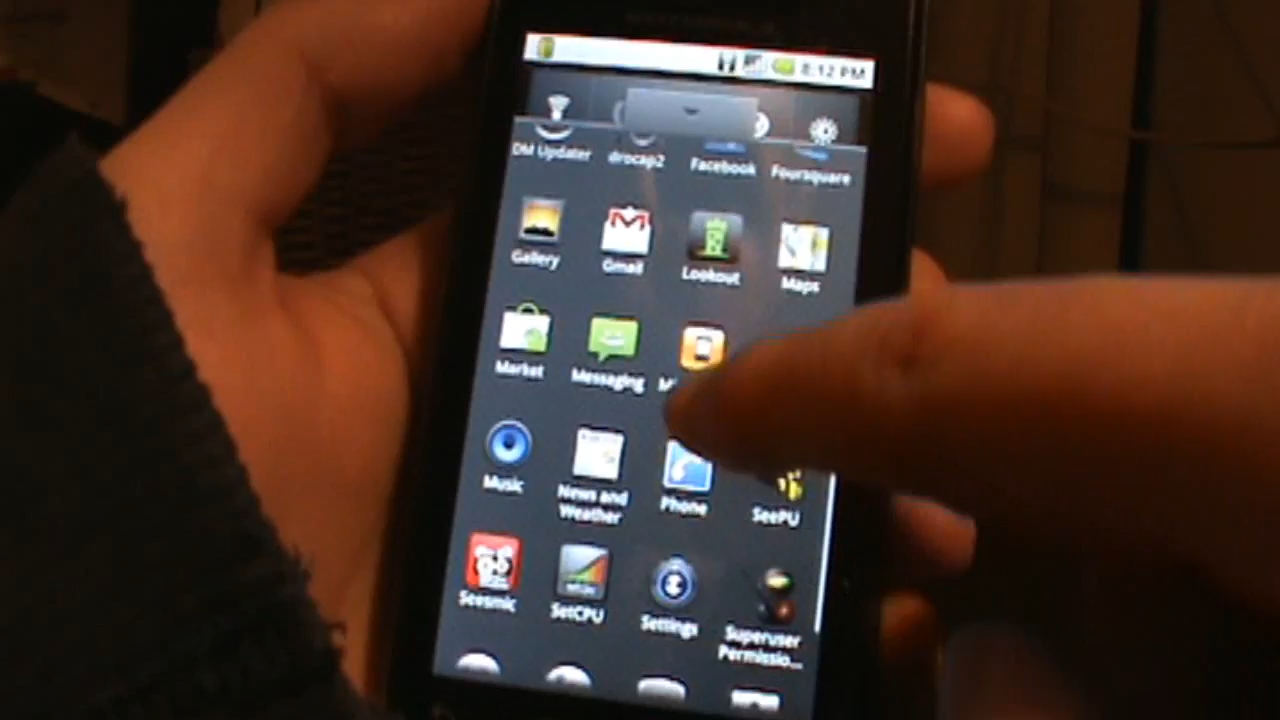 8:12 PM
DM Updater drocap2 Facebook Foursquare
Gallery Gmail Lookout Maps
Market Messaging
Music News and Phone SeePU
Weather
Seesmic SetCPU Settings Superuser
Permissio...